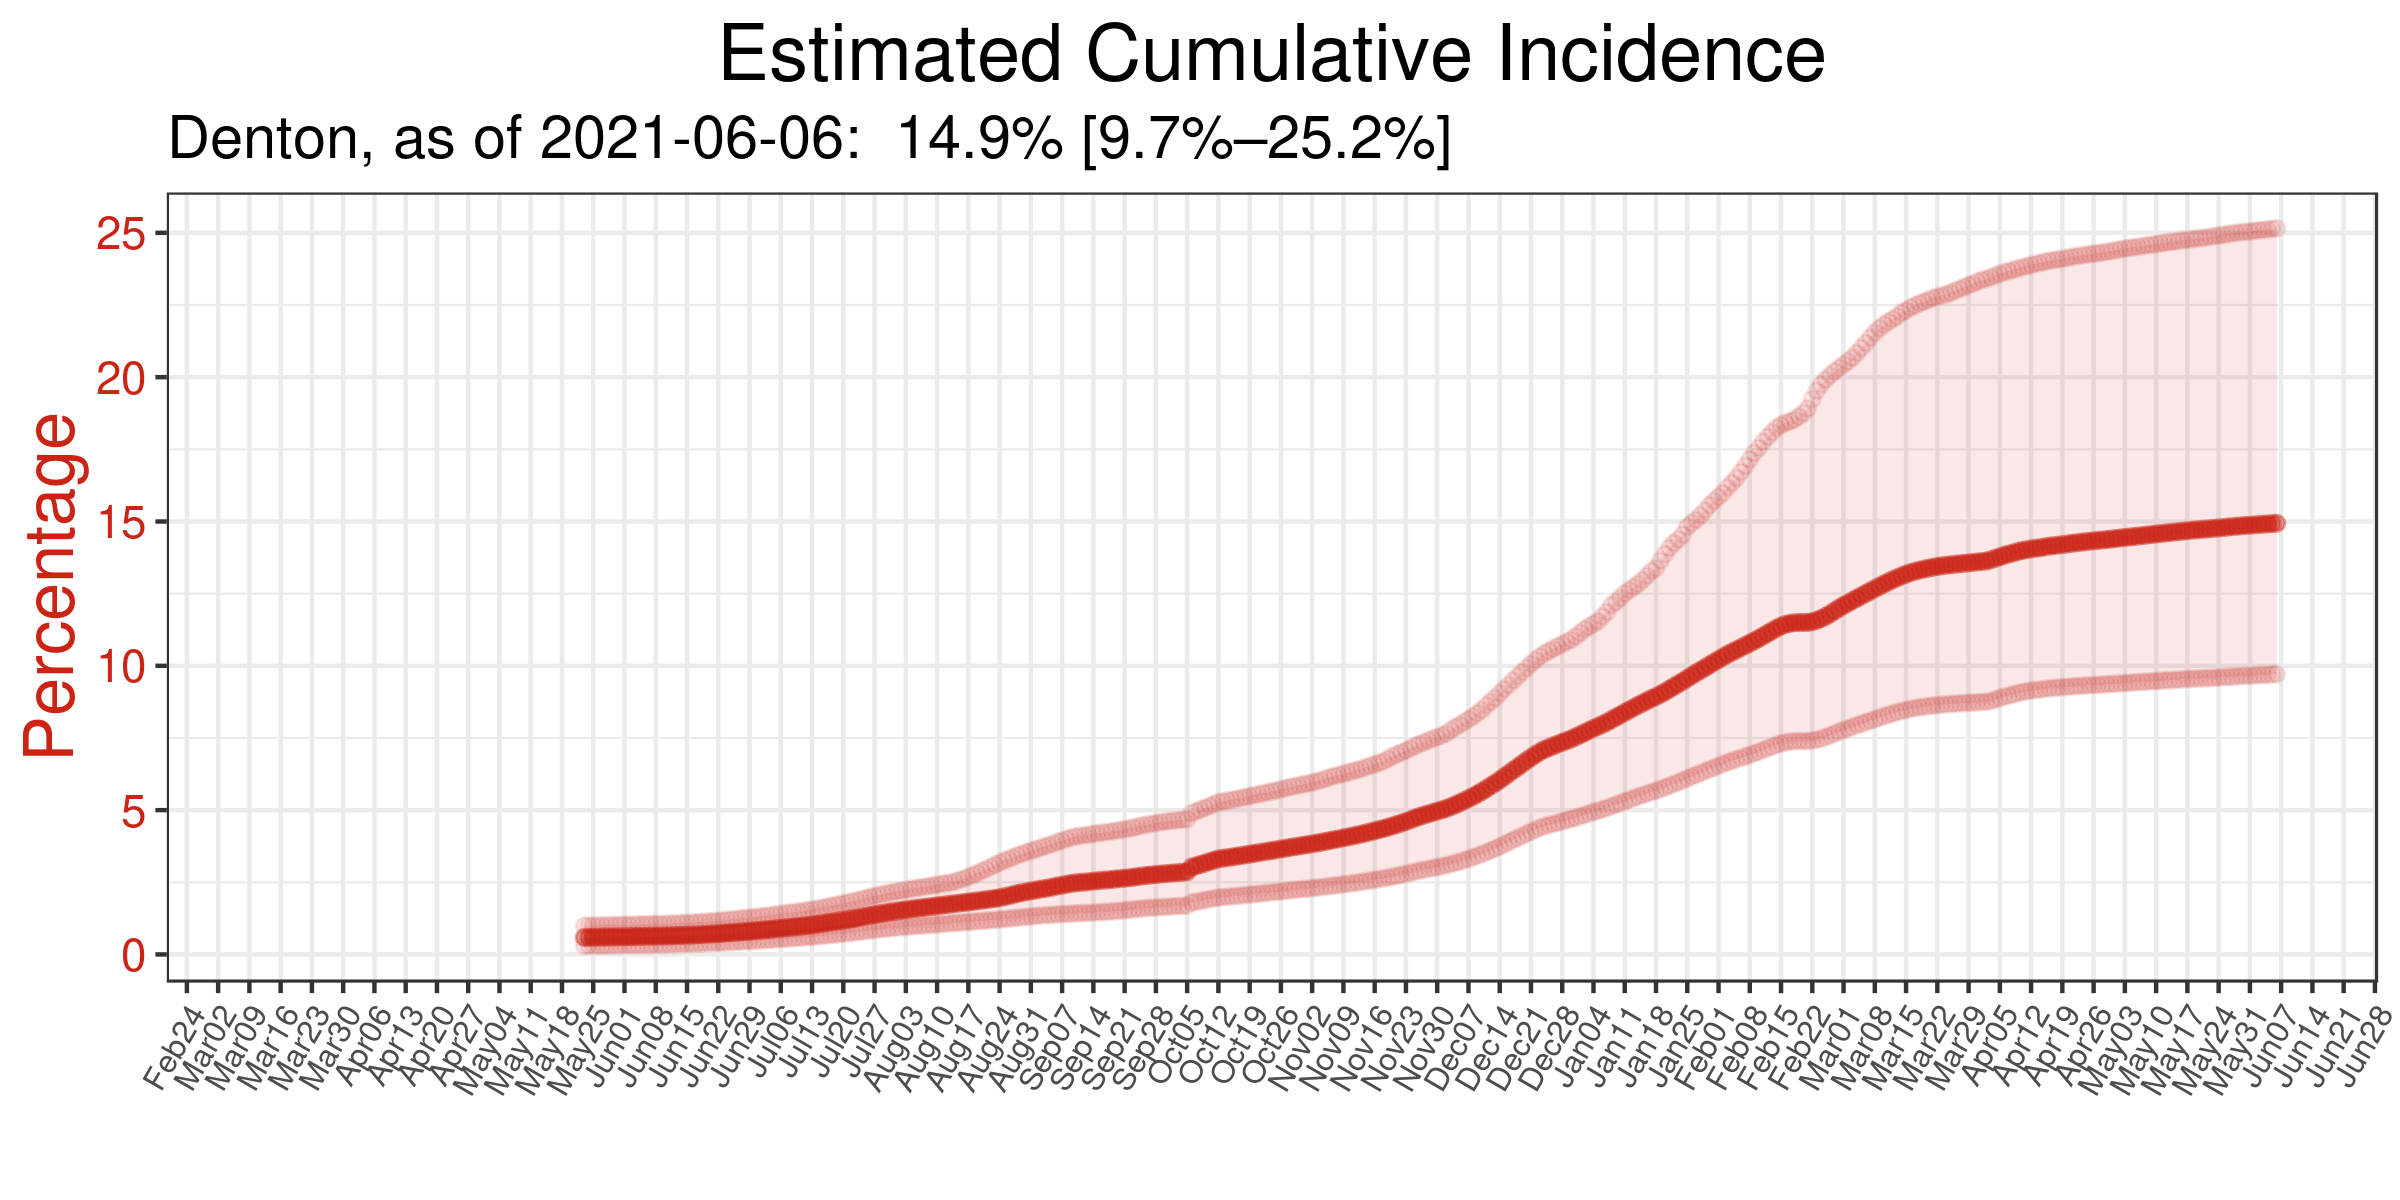 Estimated Cumulative Incidence
Denton, as of 2021-06-06: 14.9% [9.7%–25.2%]
Percentage
25
20
15
10
5
0
Feb24
Mar02
Mar09
Mar16
Mar23
Mar30
Apr06
Apr13
Apr20
Apr27
May04
May11
May18
May25
Jun01
Jun08
Jun15
Jun22
Jun29
Jul06
Jul13
Jul20
Jul27
Aug03
Aug10
Aug17
Aug24
Aug31
Sep07
Sep14
Sep21
Sep28
Oct05
Oct12
Oct19
Oct26
Nov02
Nov09
Nov16
Nov23
Nov30
Dec07
Dec14
Dec21
Dec28
Jan04
Jan11
Jan18
Jan25
Feb01
Feb08
Feb15
Feb22
Mar01
Mar08
Mar15
Mar22
Mar29
Apr05
Apr12
Apr19
Apr26
May03
May10
May17
May24
May31
Jun07
Jun14
Jun21
Jun28